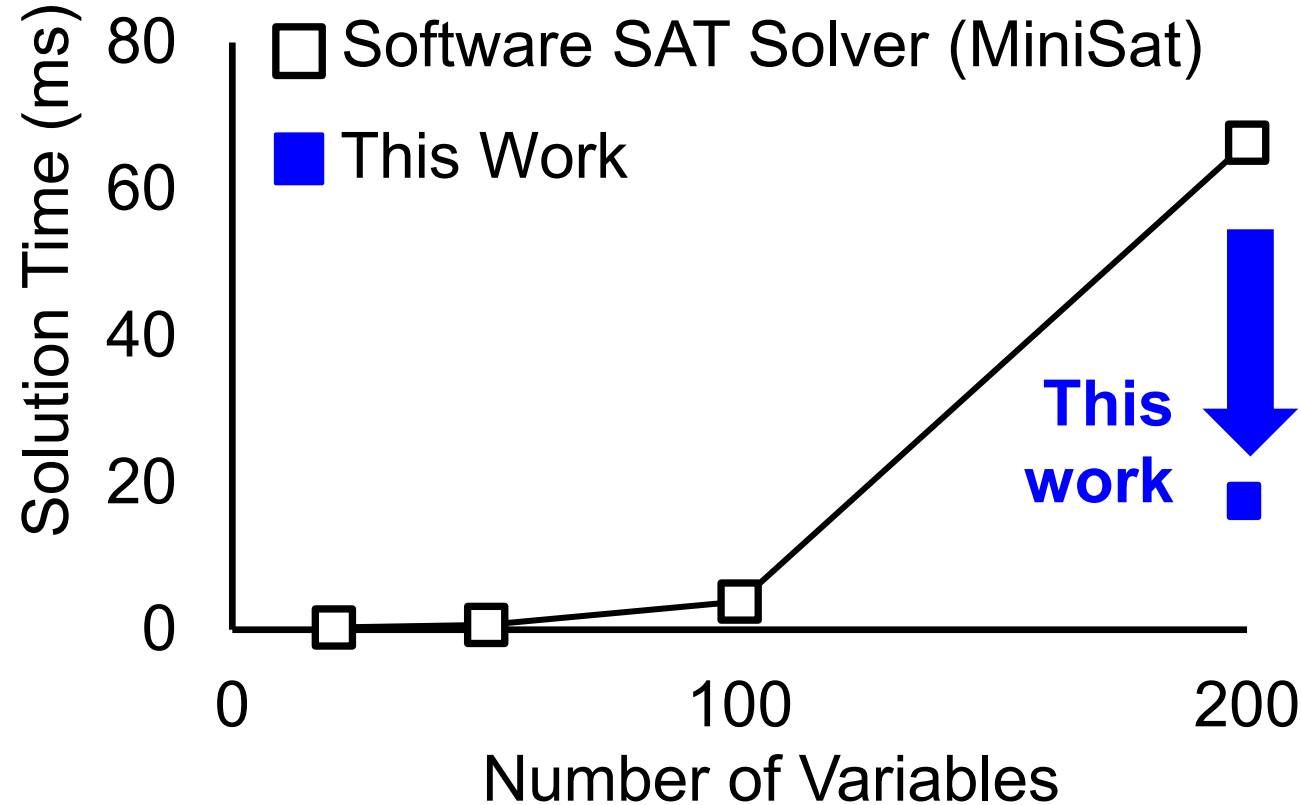 Solution Time (ms)
80
60
40
20
0
Software SAT Solver (MiniSat)
This Work
This
work
0
100
200
Number of Variables